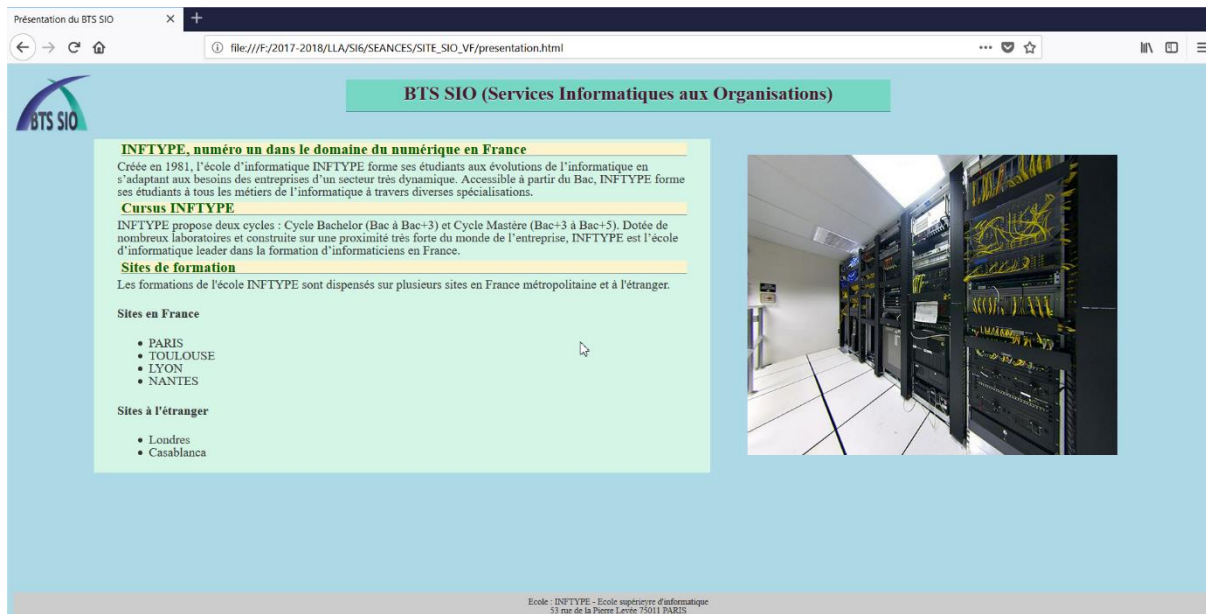 Présentation du BTS SIO
file:///F:/2017-2018/LLA/SI6/SEANCES/SITE_SIO_VF/presentation.html
BTS SIO
BTS SIO (Services Informatiques aux Organisations)
INFTYPE, numéro un dans le domaine du numérique en France
Créée en 1981, l’école d’informatique INFTYPE forme ses étudiants aux évolutions de l’informatique en
s’adaptant aux besoins des entreprises d’un secteur très dynamique. Accessible à partir du Bac, INFTYPE forme
ses étudiants à tous les métiers de l’informatique à travers diverses spécialisations.
Cursus INFTYPE
INFTYPE propose deux cycles : Cycle Bachelor (Bac à Bac+3) et Cycle Mastère (Bac+3 à Bac+5). Dotée de
nombreux laboratoires et construite sur une proximité très forte du monde de l’entreprise, INFTYPE est l’école
d’informatique leader dans la formation d’informaticiens en France.
Sites de formation
Les formations de l'école INFTYPE sont dispensés sur plusieurs sites en France métropolitaine et à l'étranger.
Sites en France
• PARIS
• TOULOUSE
• LYON
• NANTES
Sites à l'étranger
• Londres
• Casablanca
Ecole : INFTYPE - Ecole supérieyre d'informatique
53 rue de la Pierre Levée 75011 PARIS